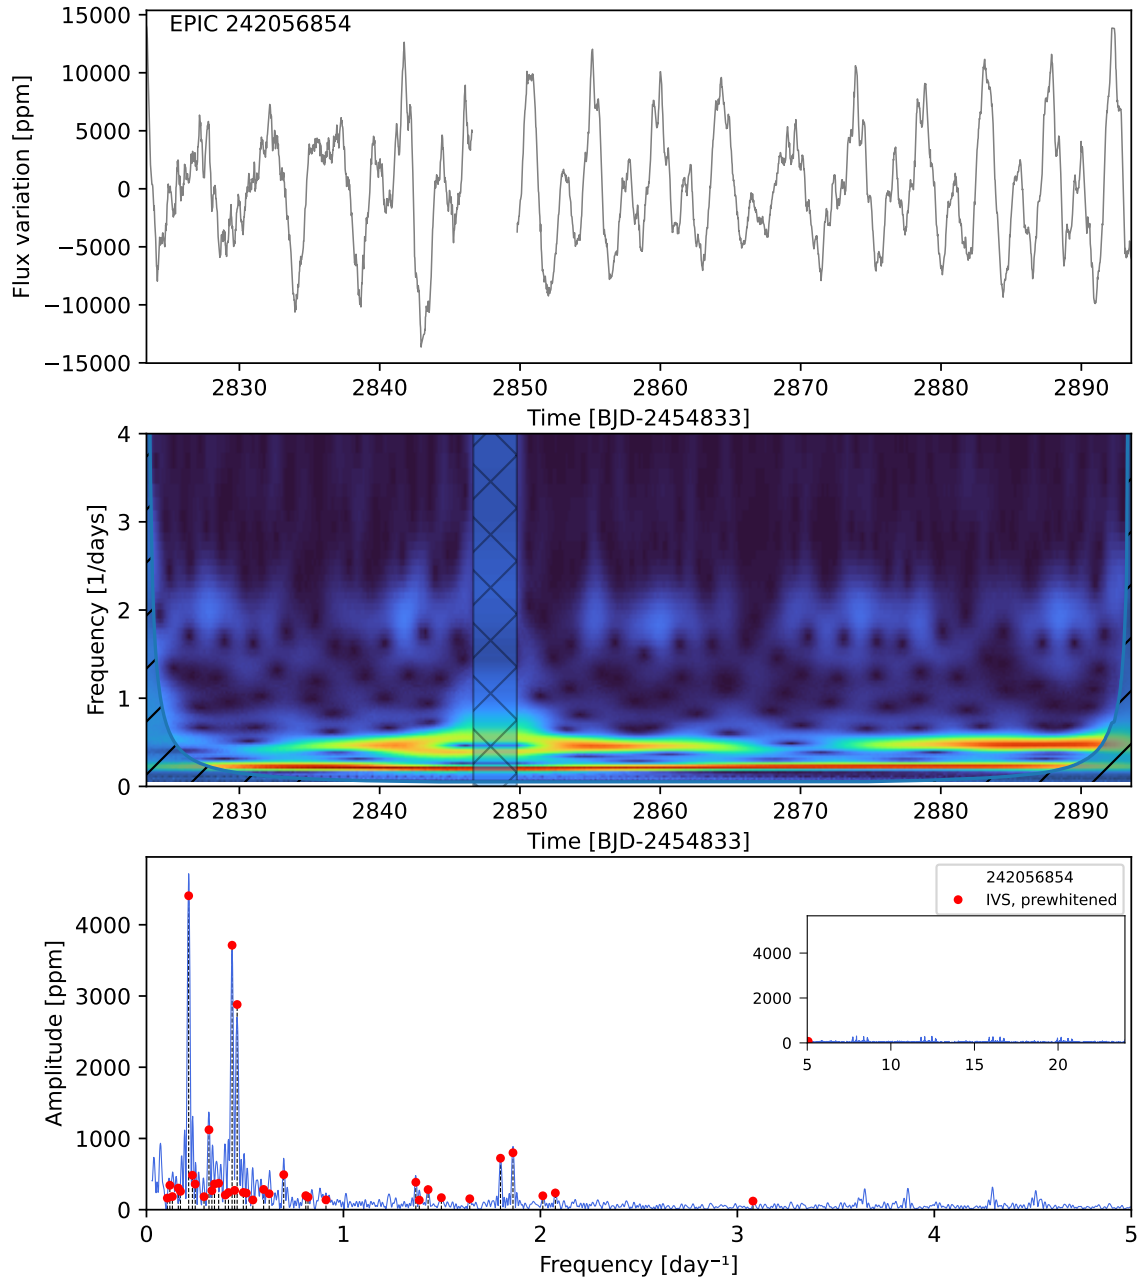 EPIC 242056854
Flux variation [ppm]
15000
10000
5000
0
−5000
−10000
−15000
2830 2840 2850 2860 2870 2880 2890
Time [BJD-2454833]
Frequency [1/days]
4
3
2
1
0
2830 2840 2850 2860 2870 2880 2890
Time [BJD-2454833]
Amplitude [ppm]
4000
3000
2000
1000
0
242056854
IVS, prewhitened
4000
2000
0
5 10 15 20
0 1 2 3 4 5
Frequency [day⁻¹]